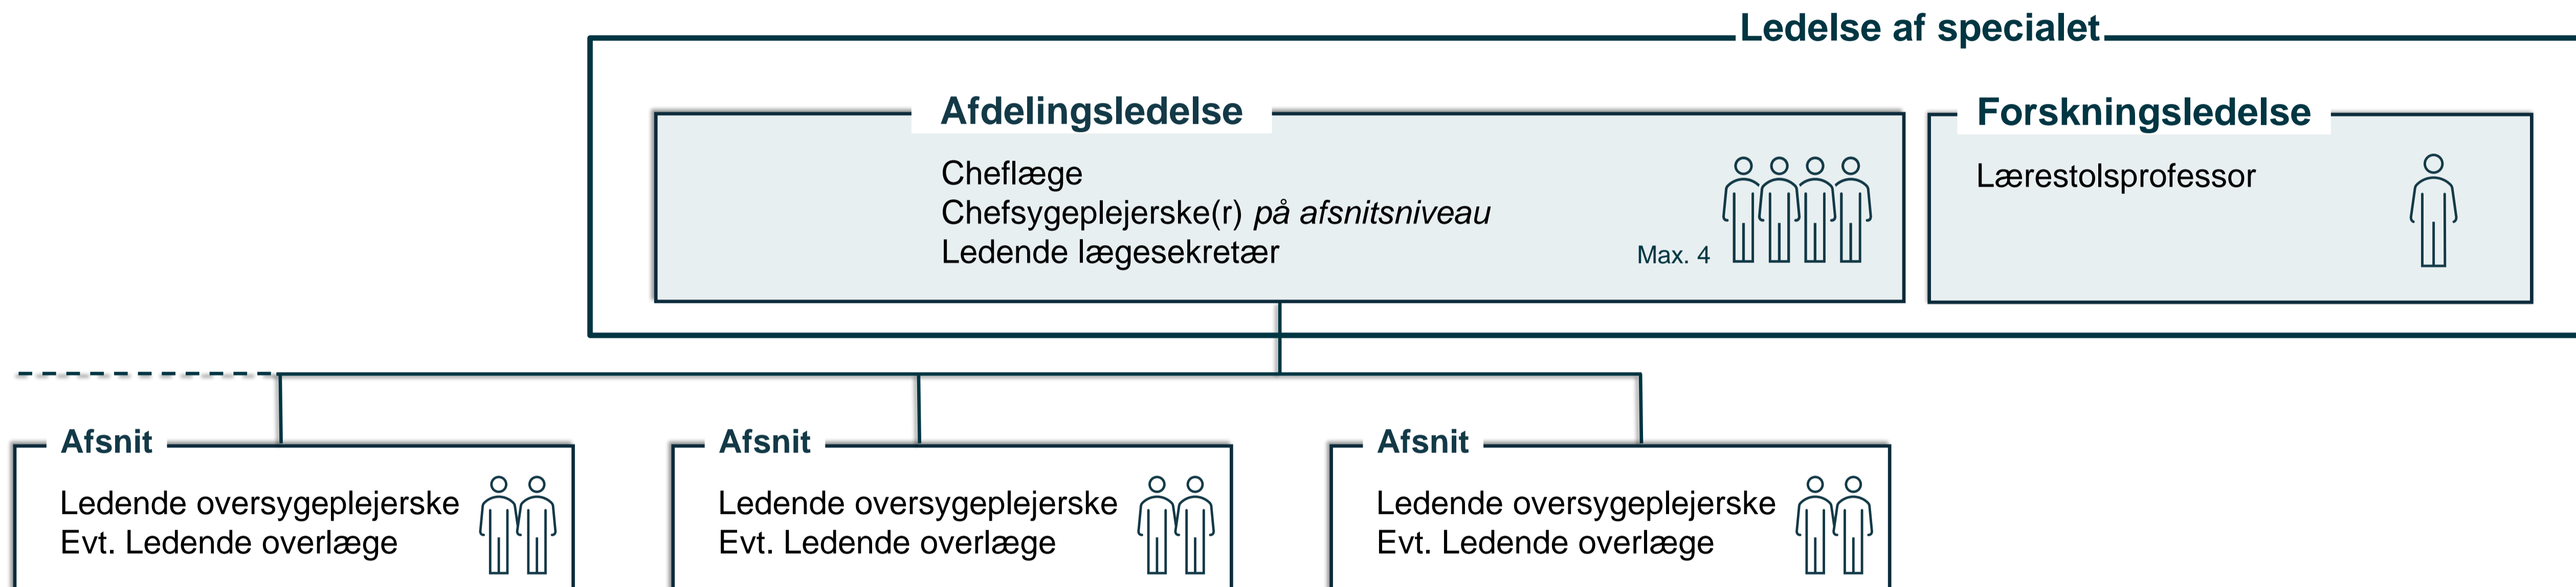 Ledelse af specialet
Afdelingsledelse
Cheflæge
Chefsygeplejerske(r) på afsnitsniveau
Ledende lægesekretær
Max. 4
Forskningsledelse
Lærestolsprofessor
Afsnit
Ledende oversygeplejerske
Evt. Ledende overlæge
Afsnit
Ledende oversygeplejerske
Evt. Ledende overlæge
Afsnit
Ledende oversygeplejerske
Evt. Ledende overlæge